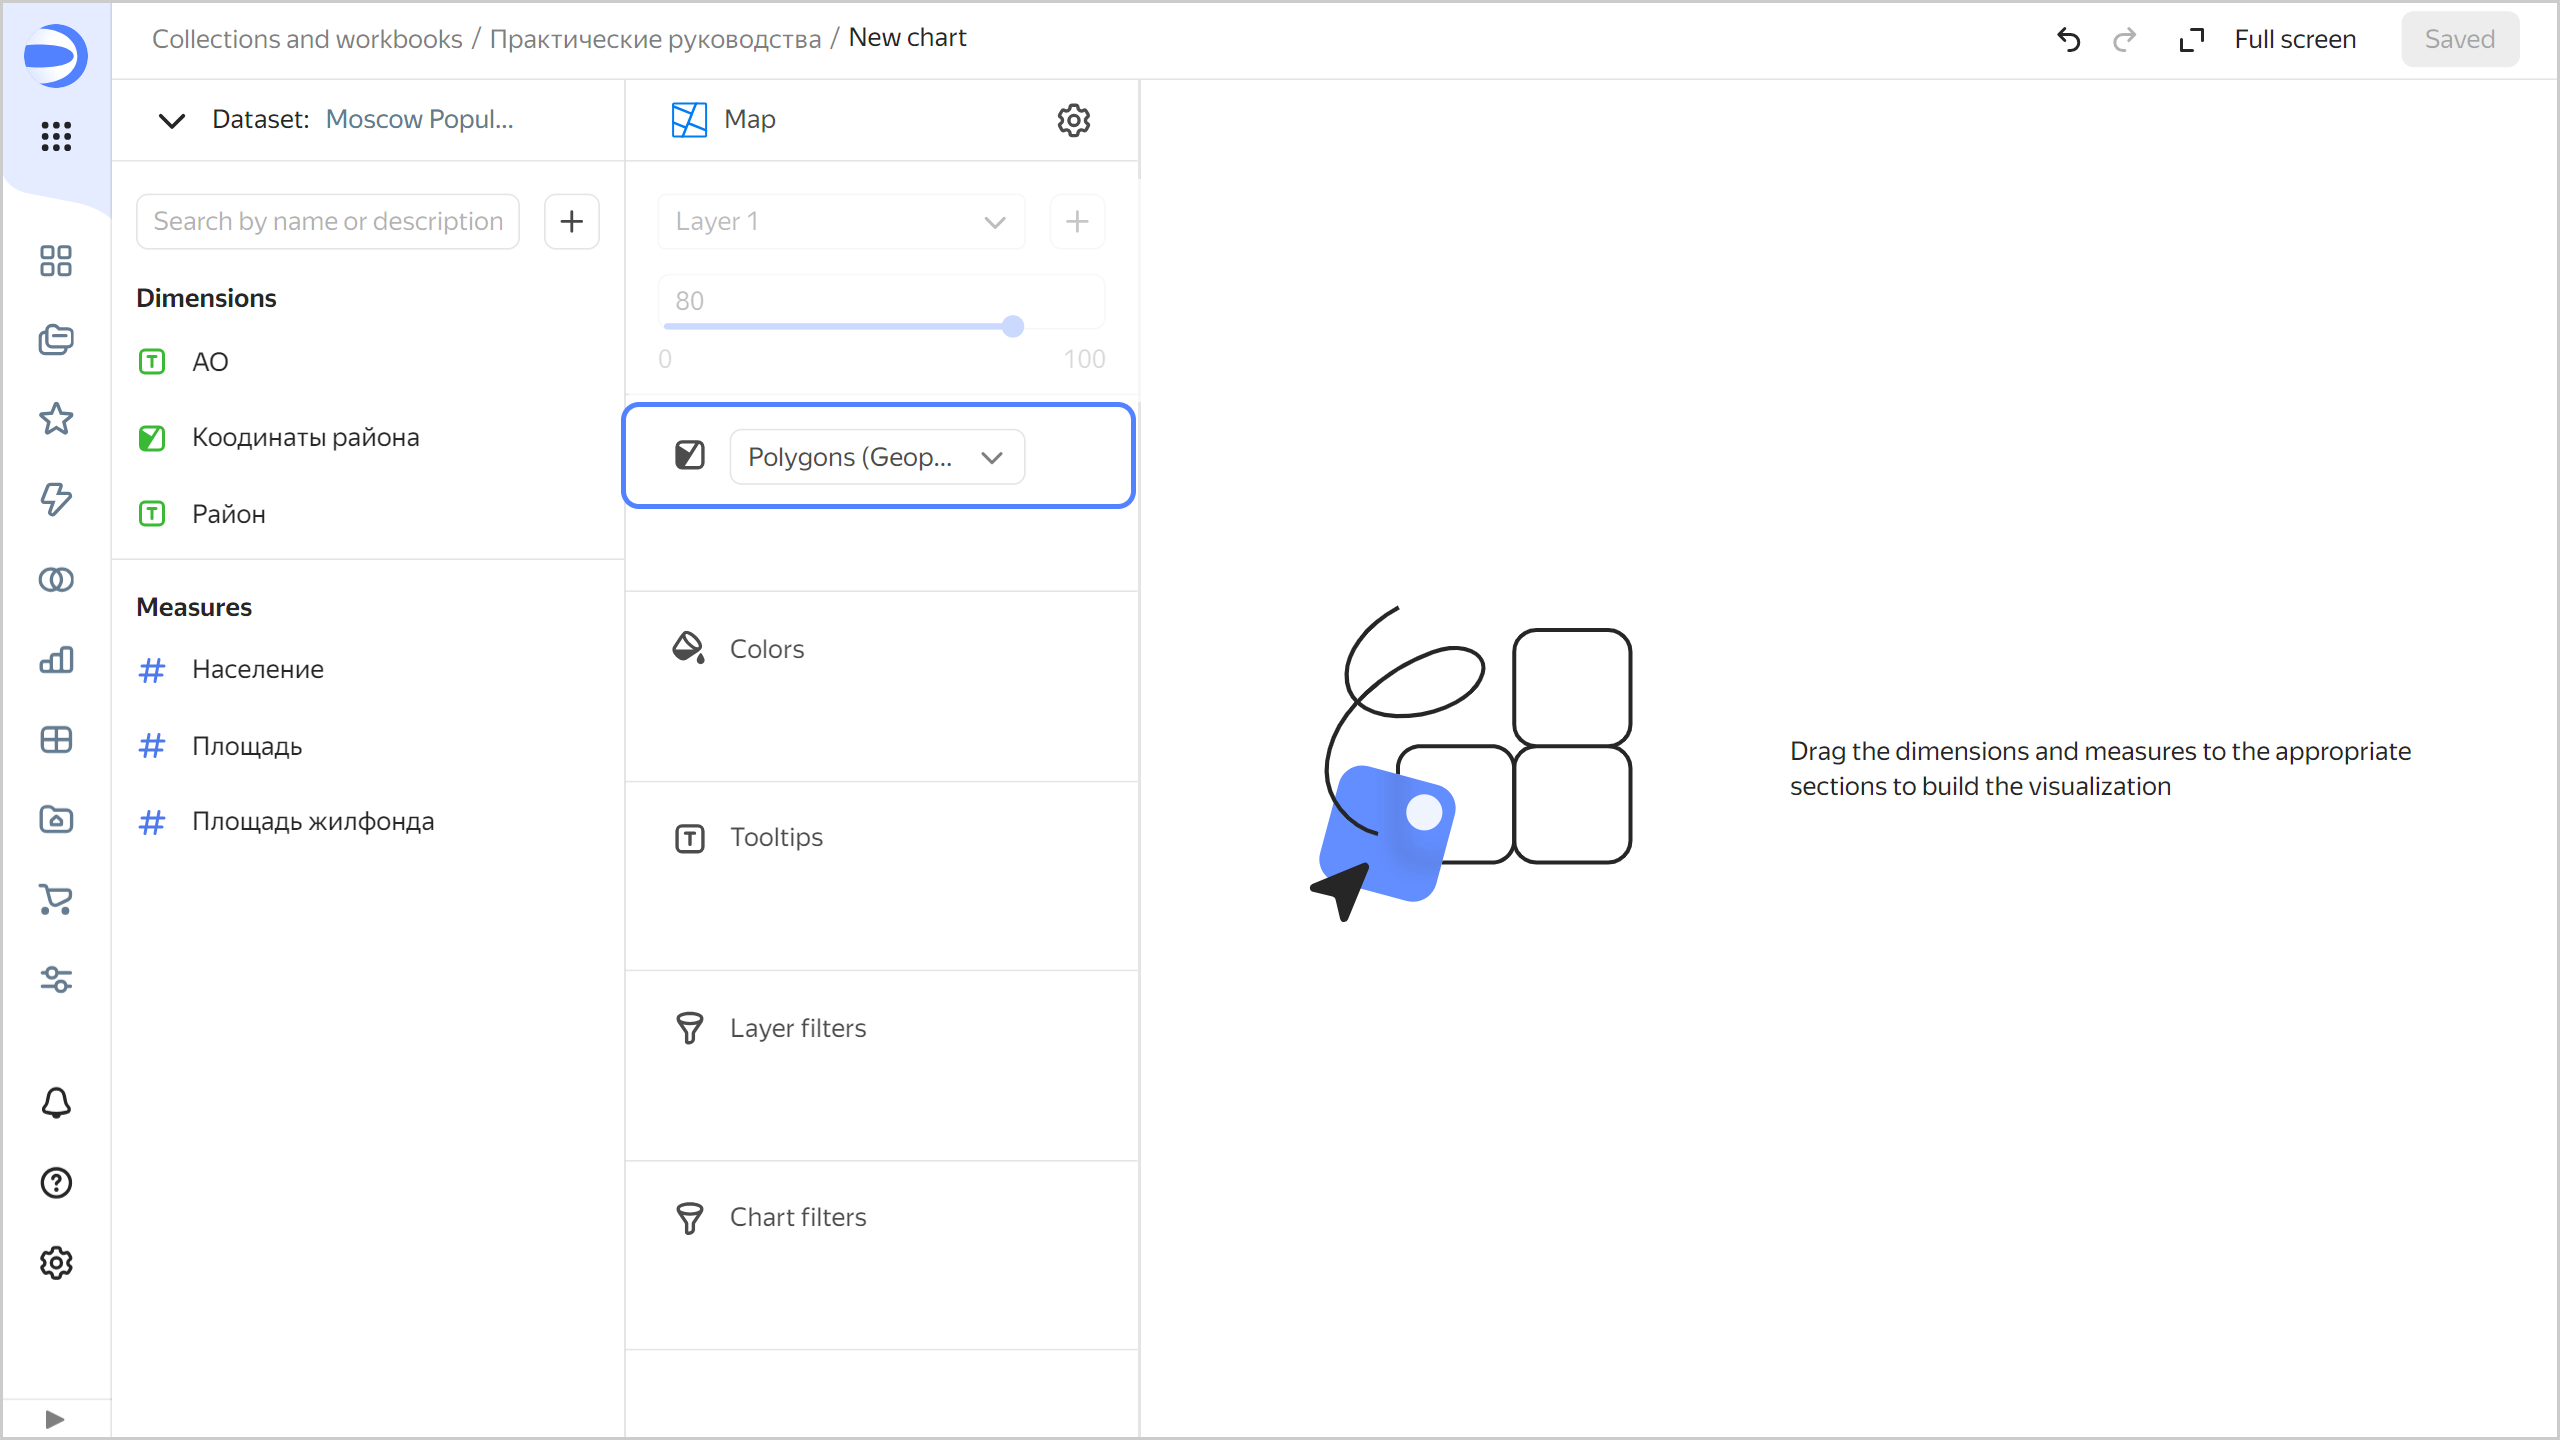 Collections and workbooks / Практические руководства / New chart
Full screen
Saved
Dataset: Moscow Popul...
Map
Search by name or description
Layer 1
80
0 100
Dimensions
АО
Коодинаты района
Район
Polygons (Geop...
Measures
Население
Площадь
Площадь жилфонда
Colors
Tooltips
Layer filters
Chart filters
Drag the dimensions and measures to the appropriate
sections to build the visualization